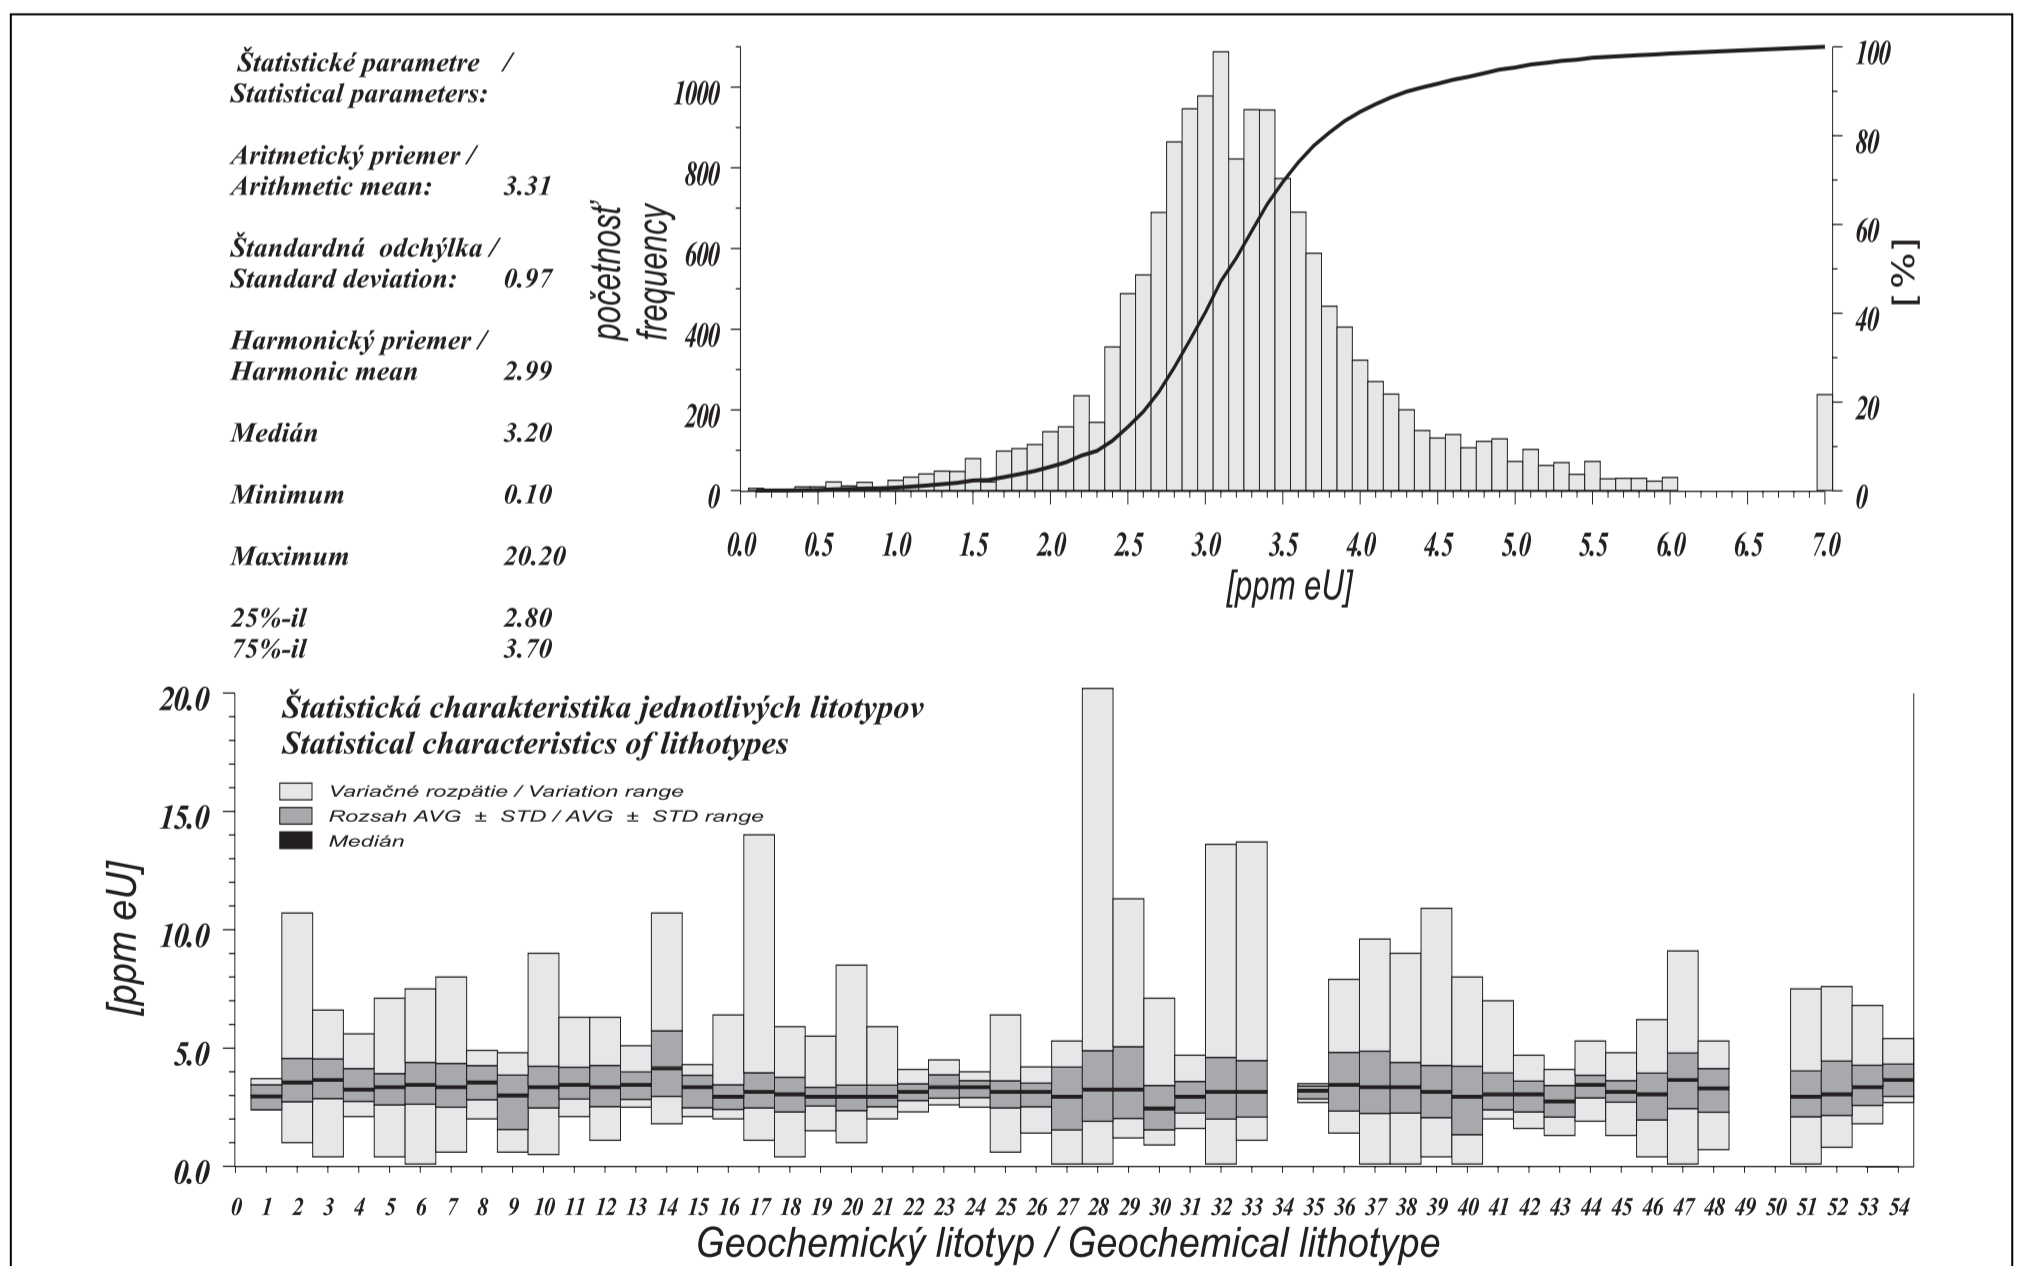 Štatistické parametre /
Statistical parameters:
Aritmetický priemer /
Arithmetic mean: 3.31
Štandardná odchýlka /
Standard deviation: 0.97
Harmonický priemer /
Harmonic mean 2.99
Medián 3.20
Minimum 0.10
Maximum 20.20
25%-il 2.80
75%-il 3.70
početnosť
frequency
1000
800
600
400
200
0
100
80
60
40
20
0
[%]
0.0 0.5 1.0 1.5 2.0 2.5 3.0 3.5 4.0 4.5 5.0 5.5 6.0 6.5 7.0
[ppm eU]
Štatistická charakteristika jednotlivých litotypov
Statistical characteristics of lithotypes
Variačné rozpätie / Variation range
Rozsah AVG ± STD / AVG ± STD range
Medián
[ppm eU]
20.0
15.0
10.0
5.0
0.0
0 1 2 3 4 5 6 7 8 9 10 11 12 13 14 15 16 17 18 19 20 21 22 23 24 25 26 27 28 29 30 31 32 33 34 35 36 37 38 39 40 41 42 43 44 45 46 47 48 49 50 51 52 53 54
Geochemický litotyp / Geochemical lithotype